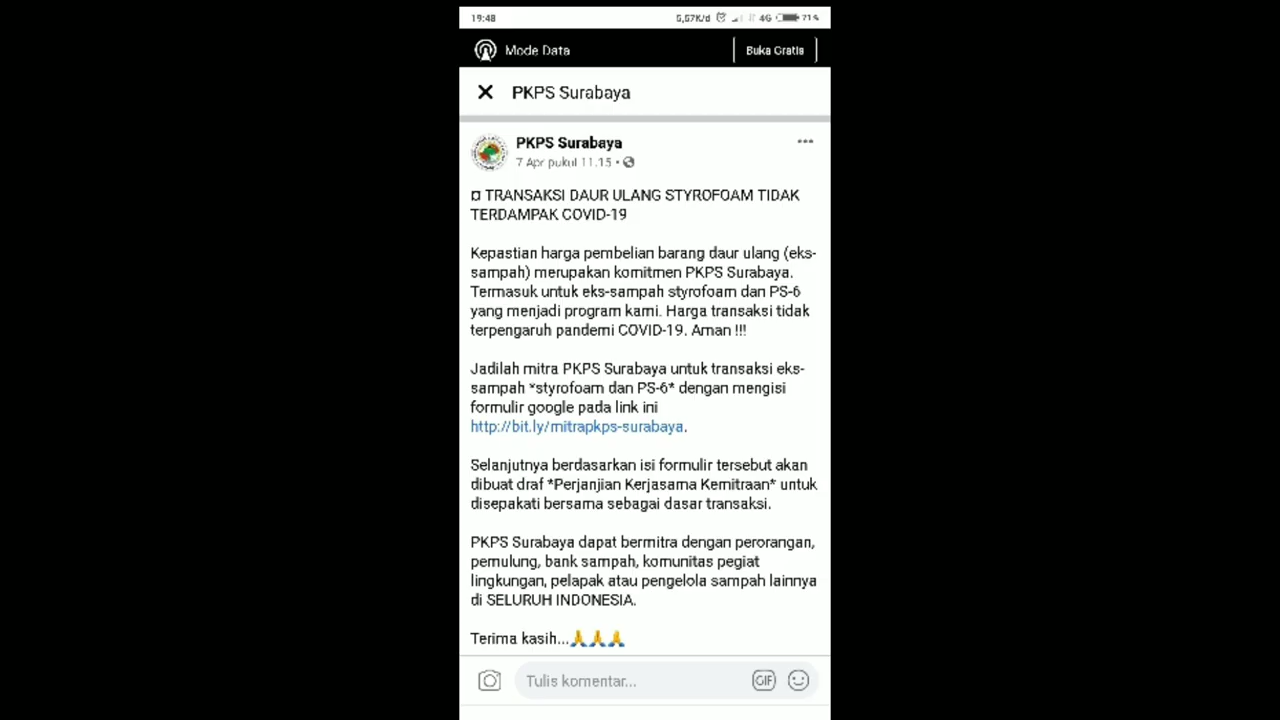 19:48
5,57K/d 4G 71%
Mode Data
Buka Gratis
PKPS Surabaya
PKPS Surabaya
7 Apr pukul 11.15 •
¤ TRANSAKSI DAUR ULANG STYROFOAM TIDAK
TERDAMPAK COVID-19
Kepastian harga pembelian barang daur ulang (eks-
sampah) merupakan komitmen PKPS Surabaya.
Termasuk untuk eks-sampah styrofoam dan PS-6
yang menjadi program kami. Harga transaksi tidak
terpengaruh pandemi COVID-19. Aman !!!
Jadilah mitra PKPS Surabaya untuk transaksi eks-
sampah *styrofoam dan PS-6* dengan mengisi
formulir google pada link ini
http://bit.ly/mitrapkps-surabaya.
Selanjutnya berdasarkan isi formulir tersebut akan
dibuat draf *Perjanjian Kerjasama Kemitraan* untuk
disepakati bersama sebagai dasar transaksi.
PKPS Surabaya dapat bermitra dengan perorangan,
pemulung, bank sampah, komunitas pegiat
lingkungan, pelapak atau pengelola sampah lainnya
di SELURUH INDONESIA.
Terima kasih...🙏🙏🙏
Tulis komentar...
GIF